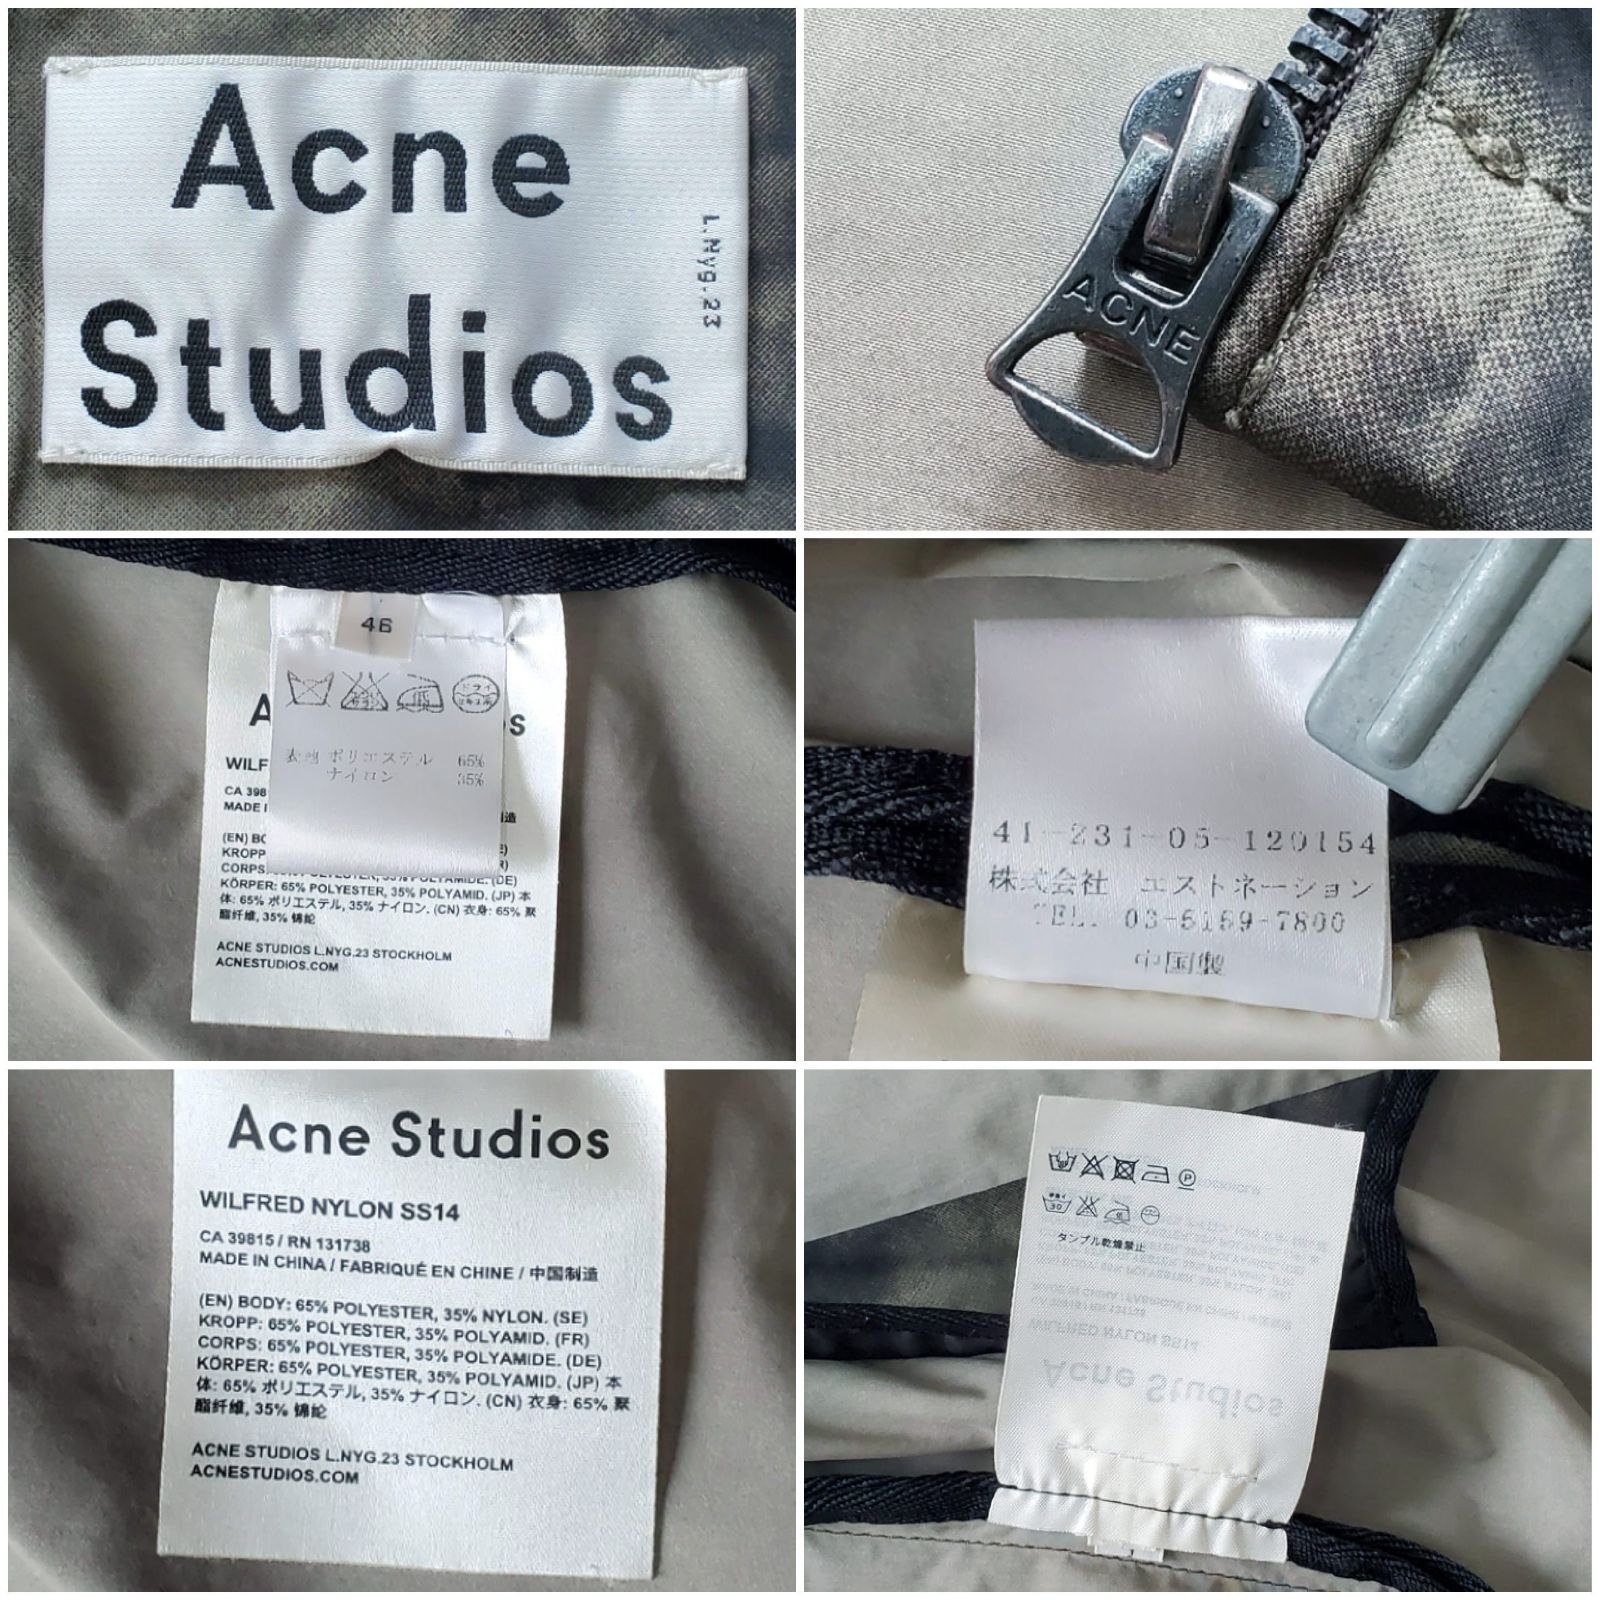 Acne
Studios
L.Nyg.23
ACNE
46
ドライ
表地 ポリエステル 65%
ナイロン 35%
WILF
CA 398
MADE I
(EN) BO
KROPP
CORPS:
KÖRPER: 65% POLYESTER, 35% POLYAMID. (JP) 本
体: 65% ポリエステル, 35% ナイロン. (CN) 衣身: 65% 聚
酯纤维, 35% 锦纶
ACNE STUDIOS L.NYG.23 STOCKHOLM
ACNESTUDIOS.COM
41-231-05-120154
株式会社 エストネーション
TEL. 03-5159-7800
中国製
Acne Studios
WILFRED NYLON SS14
CA 39815 / RN 131738
MADE IN CHINA / FABRIQUÉ EN CHINE / 中国制造
(EN) BODY: 65% POLYESTER, 35% NYLON. (SE)
KROPP: 65% POLYESTER, 35% POLYAMID. (FR)
CORPS: 65% POLYESTER, 35% POLYAMIDE. (DE)
KÖRPER: 65% POLYESTER, 35% POLYAMID. (JP) 本
体: 65% ポリエステル, 35% ナイロン. (CN) 衣身: 65% 聚
酯纤维, 35% 锦纶
ACNE STUDIOS L.NYG.23 STOCKHOLM
ACNESTUDIOS.COM
P
30
低
タンブル乾燥禁止